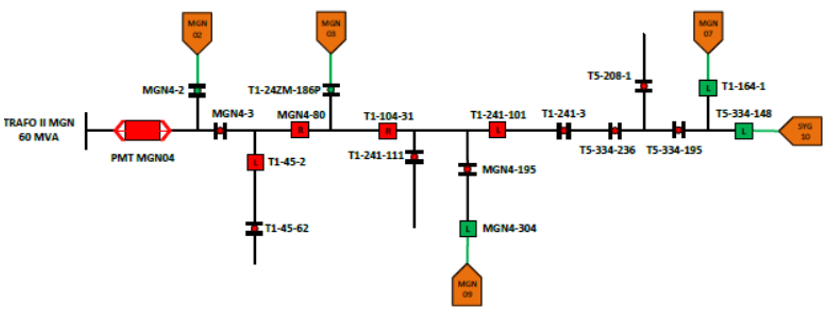 MGN
02
MGN
03
MGN
07
T5-208-1
MGN4-2
T1-24ZM-186P
L
T1-164-1
TRAFO II MGN
60 MVA
MGN4-3
MGN4-80
T1-104-31
T1-241-101
T1-241-3
T5-334-148
R
R
L
L
SYG
10
PMT MGN04
L
T1-45-2
T1-241-111
T5-334-236
T5-334-195
MGN4-195
T1-45-62
L
MGN4-304
MGN
09